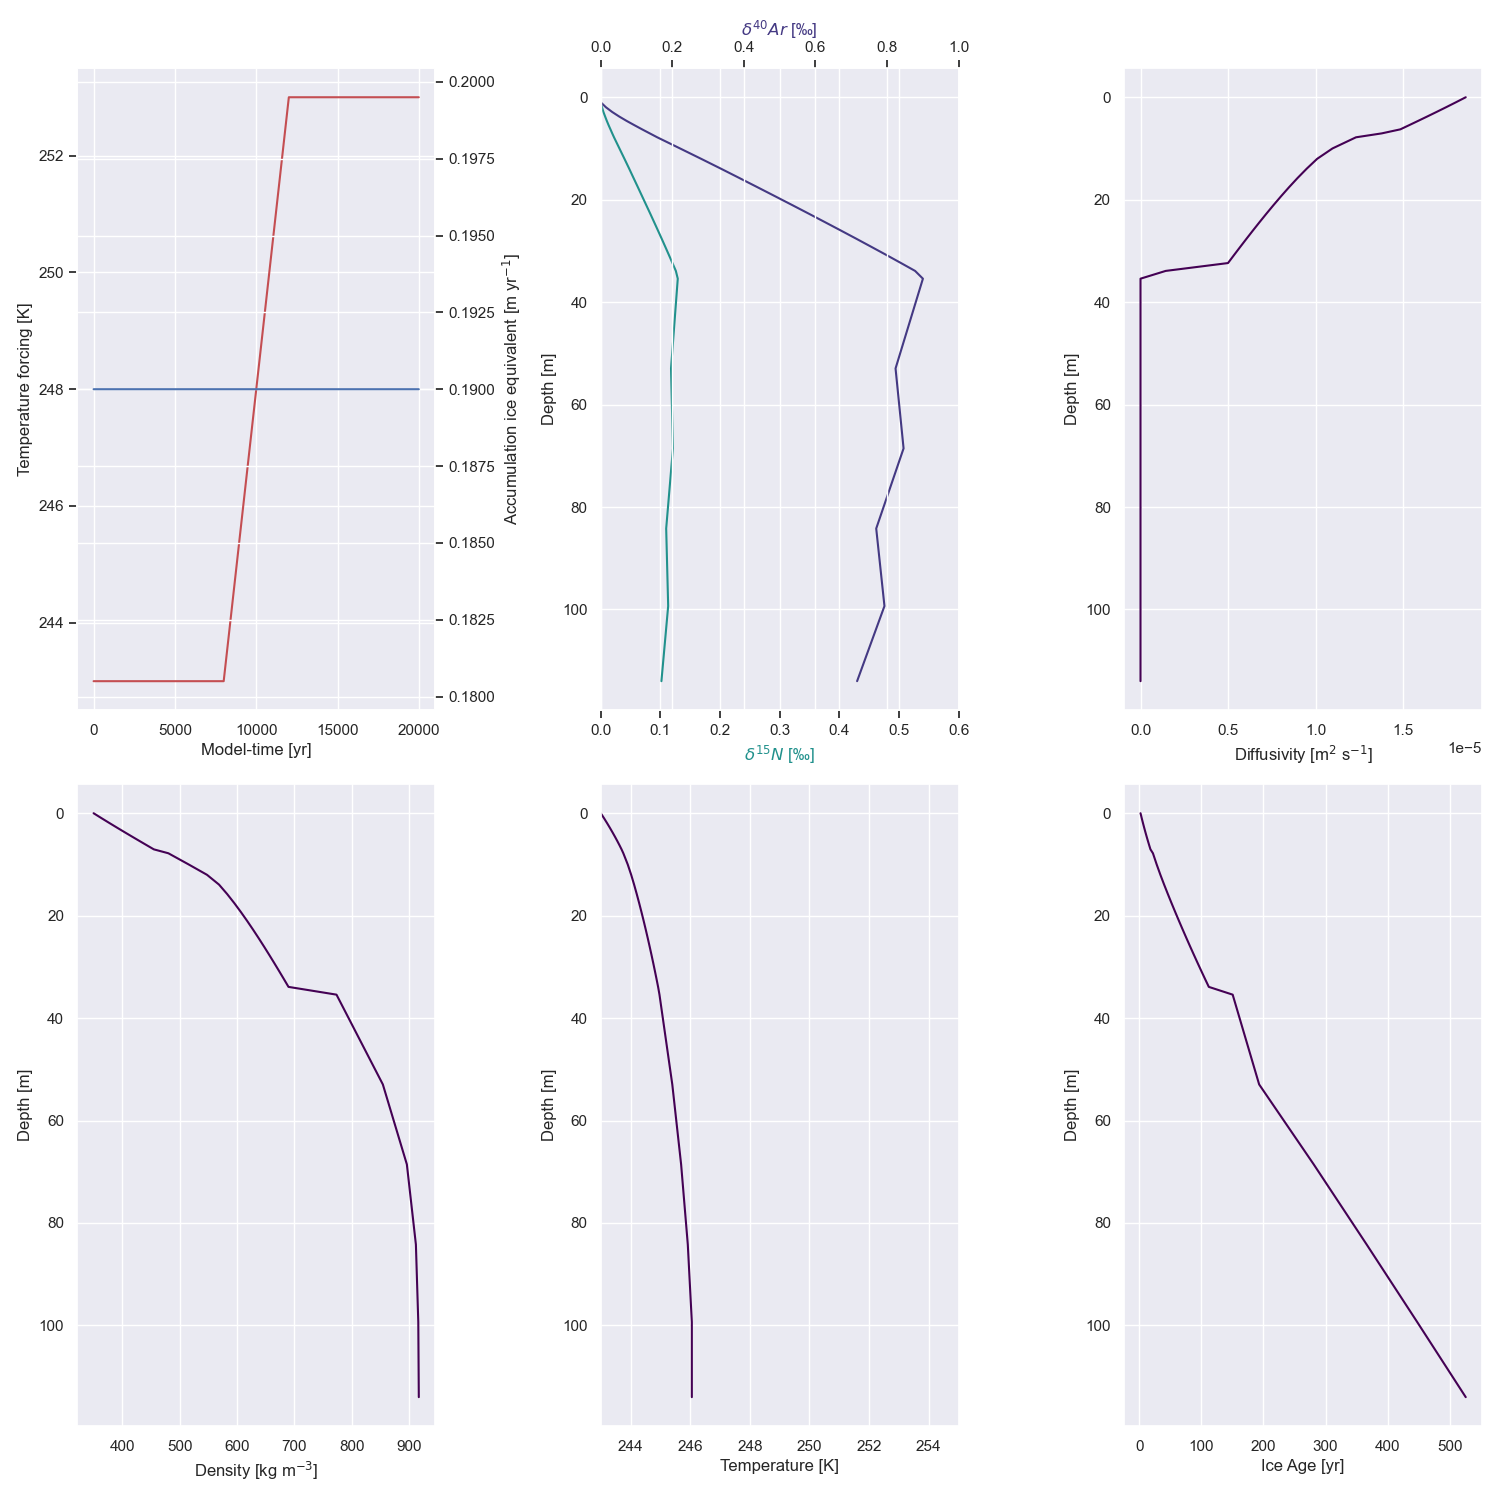 252
250
248
246
244
Temperature forcing [K]
0.2000
0.1975
0.1950
0.1925
0.1900
0.1875
0.1850
0.1825
0.1800
Accumulation ice equivalent [m yr⁻¹]
0 5000 10000 15000 20000
Model-time [yr]
δ⁴⁰Ar [‰]
0.0 0.2 0.4 0.6 0.8 1.0
0
20
40
60
80
100
Depth [m]
0.0 0.1 0.2 0.3 0.4 0.5 0.6
δ¹⁵N [‰]
0
20
40
60
80
100
Depth [m]
0.0 0.5 1.0 1.5
1e−5
Diffusivity [m² s⁻¹]
0
20
40
60
80
100
Depth [m]
400 500 600 700 800 900
Density [kg m⁻³]
0
20
40
60
80
100
Depth [m]
244 246 248 250 252 254
Temperature [K]
0
20
40
60
80
100
Depth [m]
0 100 200 300 400 500
Ice Age [yr]